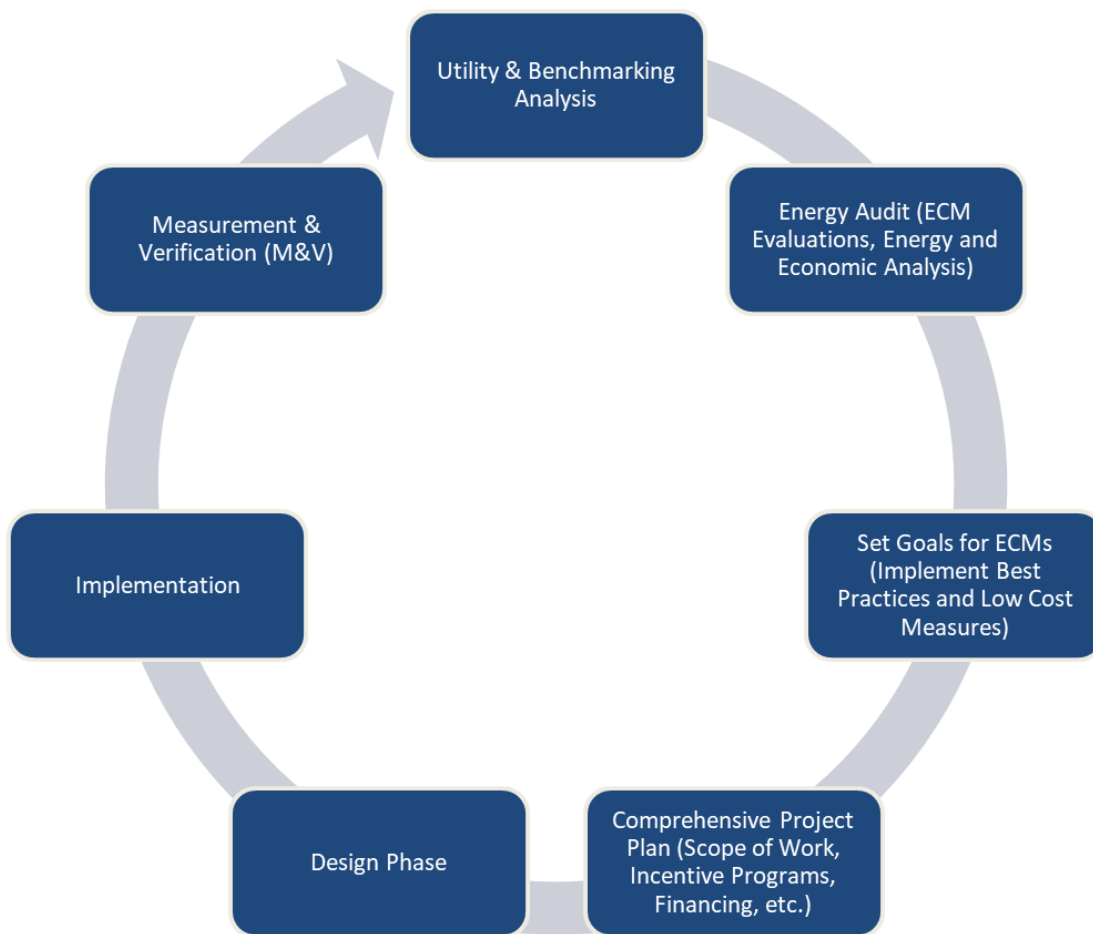 Utility & Benchmarking
Analysis
Energy Audit (ECM
Evaluations, Energy and
Economic Analysis)
Set Goals for ECMs
(Implement Best
Practices and Low Cost
Measures)
Comprehensive Project
Plan (Scope of Work,
Incentive Programs,
Financing, etc.)
Design Phase
Implementation
Measurement &
Verification (M&V)